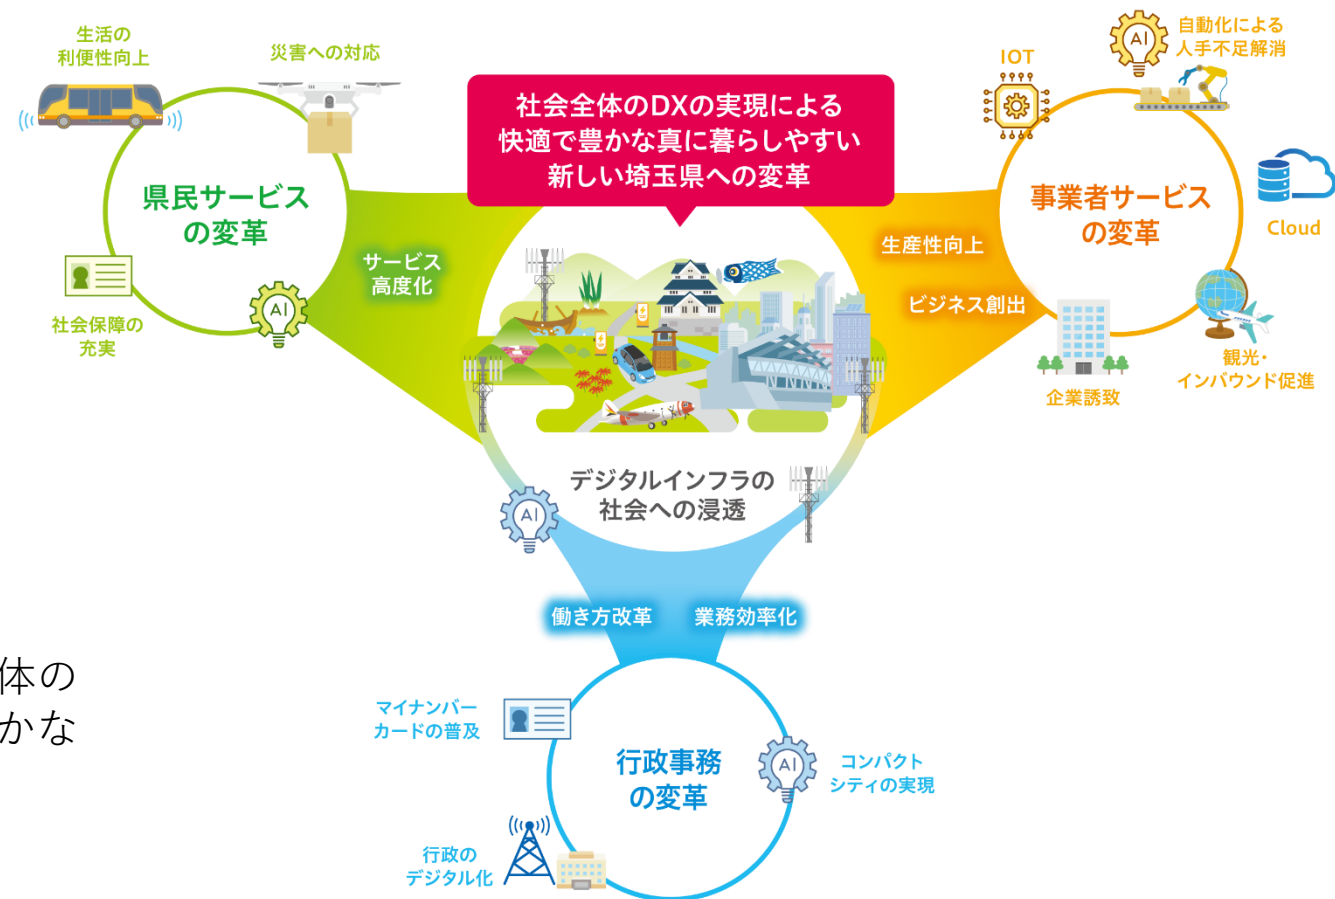 生活の
利便性向上
災害への対応
県民サービス
の変革
社会保障の
充実
AI
サービス
高度化
社会全体のDXの実現による
快適で豊かな真に暮らしやすい
新しい埼玉県への変革
IOT
AI
自動化による
人手不足解消
事業者サービス
の変革
Cloud
観光・
インバウンド促進
企業誘致
生産性向上
ビジネス創出
デジタルインフラの
社会への浸透
AI
働き方改革
業務効率化
体の
かな
マイナンバー
カードの普及
行政事務
の変革
AI
コンパクト
シティの実現
行政の
デジタル化